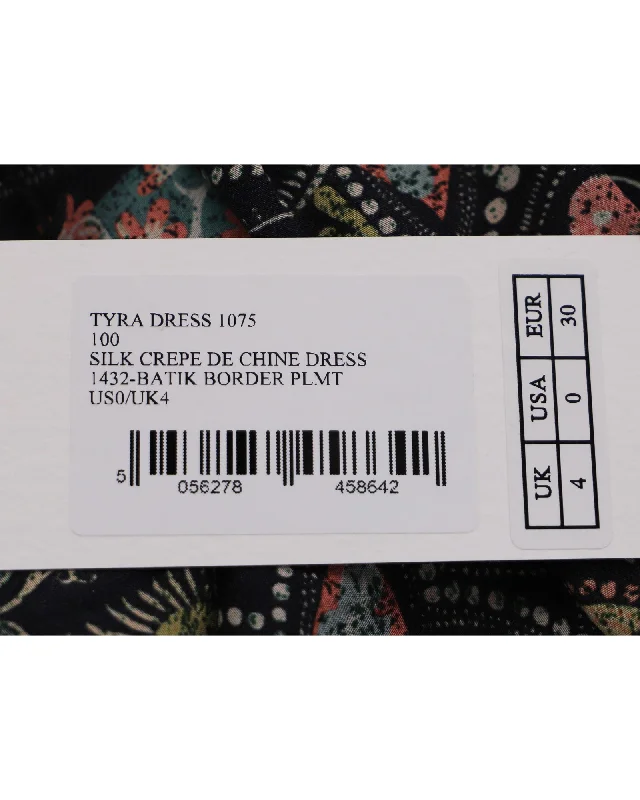 TYRA DRESS 1075
100
SILK CREPE DE CHINE DRESS
1432-BATIK BORDER PLMT
US0/UK4
5 056278 458642
EUR 30
USA 0
UK 4